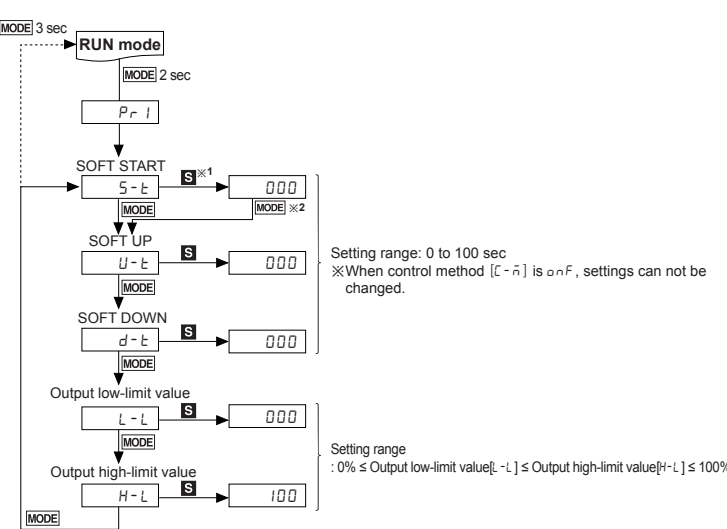 MODE 3 sec
RUN mode
MODE 2 sec
Pr1
SOFT START
S-t
S ※1
000
MODE
MODE ※2
SOFT UP
U-t
S
000
MODE
Setting range: 0 to 100 sec
※When control method [C-n̄] is onF, settings can not be
changed.
SOFT DOWN
d-t
S
000
MODE
Output low-limit value
L-L
S
000
MODE
Setting range
: 0% ≤ Output low-limit value[L-L] ≤ Output high-limit value[H-L] ≤ 100%
Output high-limit value
H-L
S
100
MODE